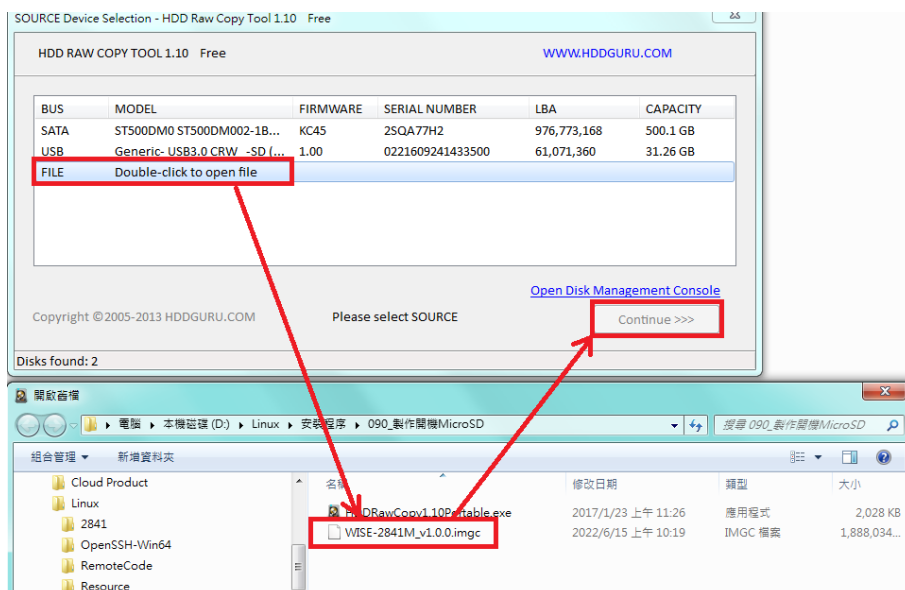 SOURCE Device Selection - HDD Raw Copy Tool 1.10 Free
HDD RAW COPY TOOL 1.10 Free WWW.HDDGURU.COM
BUS MODEL FIRMWARE SERIAL NUMBER LBA CAPACITY
SATA ST500DM0 ST500DM002-1B... KC45 2SQA77H2 976,773,168 500.1 GB
USB Generic- USB3.0 CRW -SD (... 1.00 0221609241433500 61,071,360 31.26 GB
FILE Double-click to open file
Open Disk Management Console
Copyright ©2005-2013 HDDGURU.COM Please select SOURCE Continue >>>
Disks found: 2
開啟舊檔
電腦 本機磁碟 (D:) Linux 安裝程序 090_製作開機MicroSD 搜尋 090_製作開機MicroSD
組合管理 新增資料夾
Cloud Product 名稱 修改日期 類型 大小
Linux
2841 HDDRawCopy1.10Portable.exe 2017/1/23 上午 11:26 應用程式 2,028 KB
OpenSSH-Win64 WISE-2841M_v1.0.0.imgc 2022/6/15 上午 10:19 IMGC 檔案 1,888,034...
RemoteCode
Resource